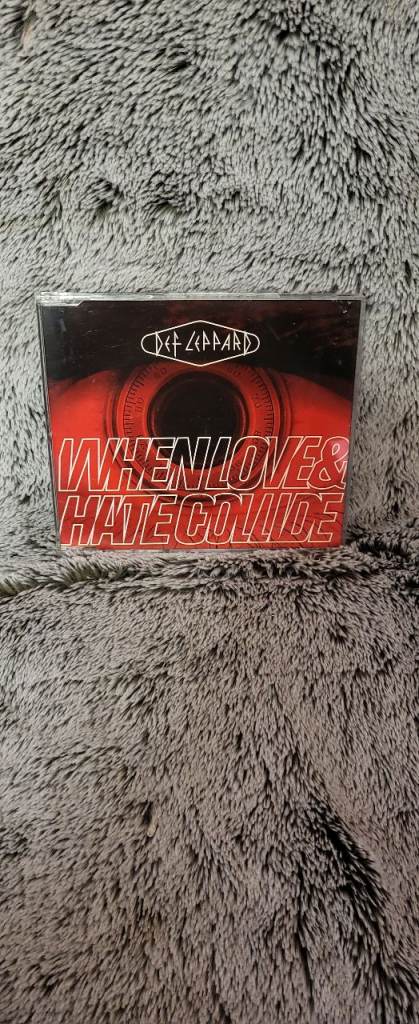 DEF LEPPARD
WHEN LOVE &
HATE COLLIDE